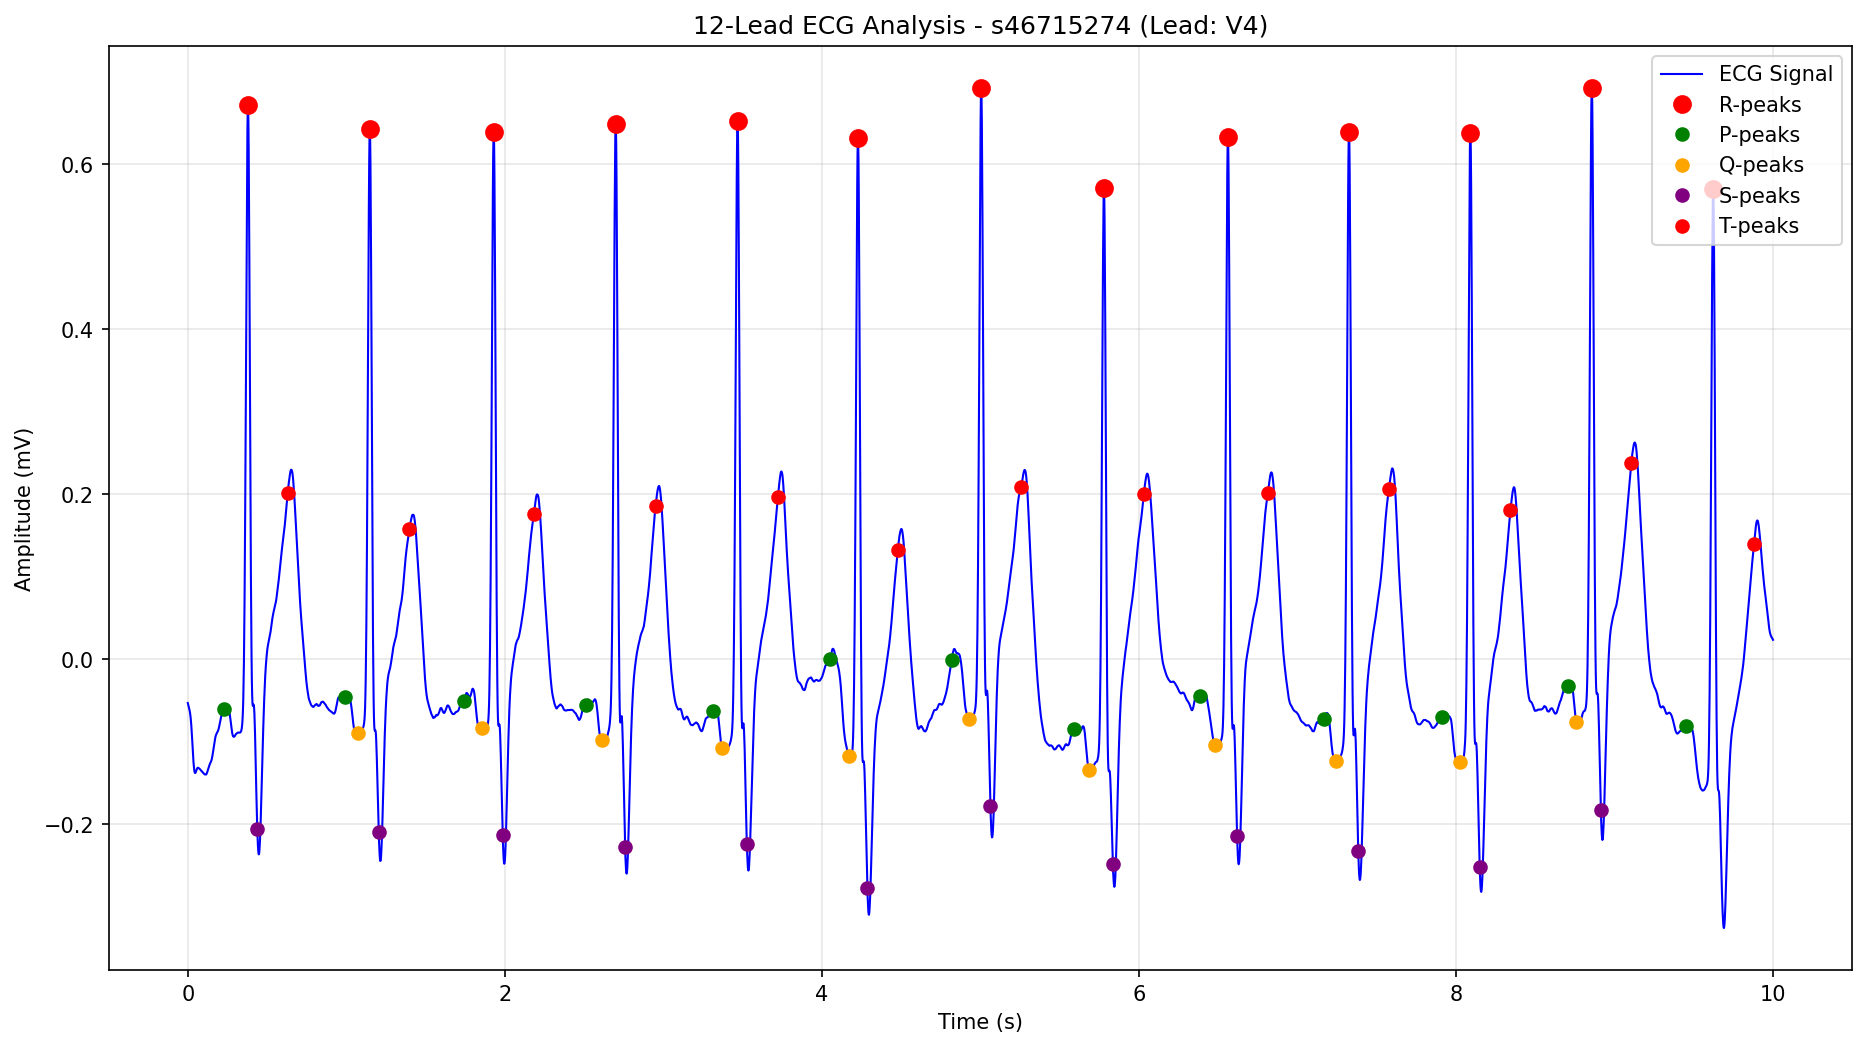 12-Lead ECG Analysis - s46715274 (Lead: V4)
ECG Signal
R-peaks
P-peaks
Q-peaks
S-peaks
T-peaks
Amplitude (mV)
0.6
0.4
0.2
0.0
−0.2
0 2 4 6 8 10
Time (s)